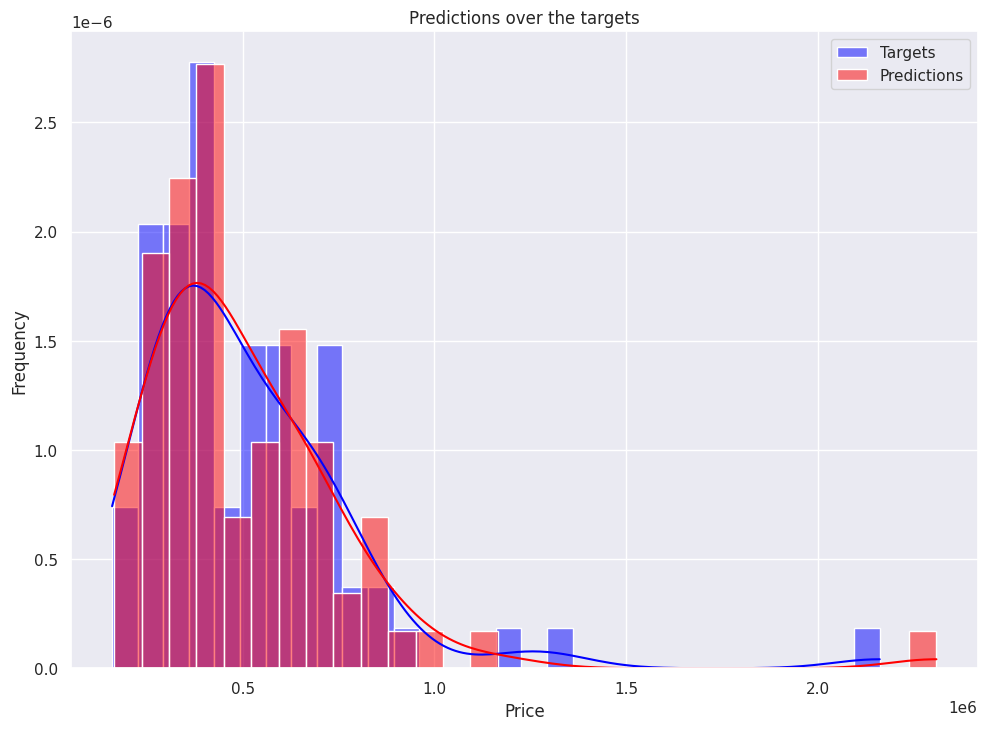 Predictions over the targets
1e−6
Targets
Predictions
2.5
2.0
1.5
1.0
0.5
0.0
Frequency
0.5
1.0
1.5
2.0
1e6
Price